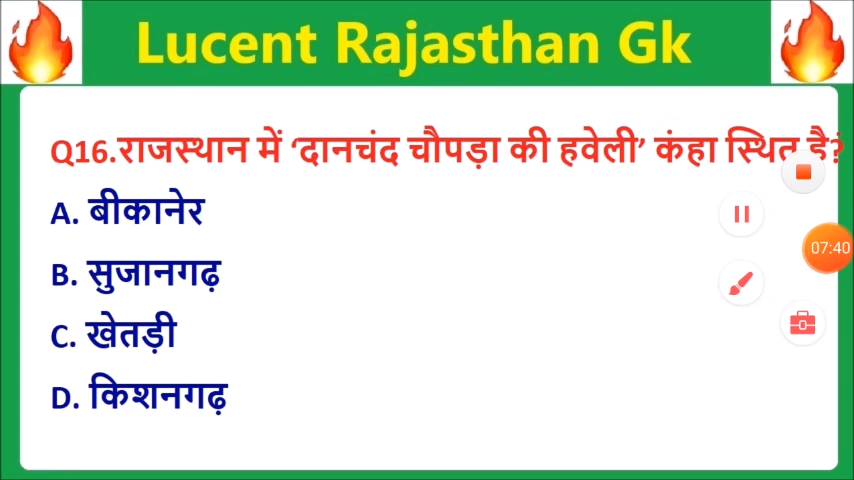 Lucent Rajasthan Gk
Q16.राजस्थान में ‘दानचंद चौपड़ा की हवेली’ कंहा स्थित है?
A. बीकानेर
B. सुजानगढ़
C. खेतड़ी
D. किशनगढ़
07:40